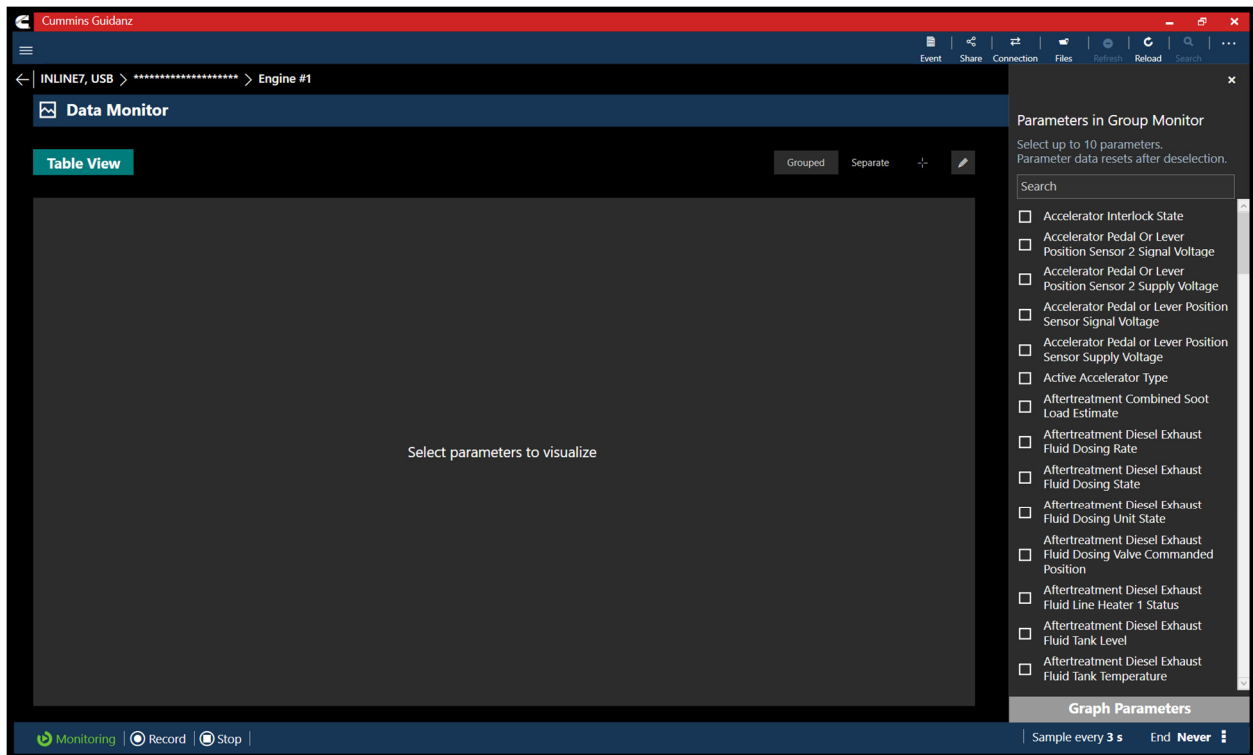 Cummins Guidanz
Event Share Connection Files Refresh Reload Search
INLINE7, USB > ******************** > Engine #1
Data Monitor
Table View
Grouped Separate
Select parameters to visualize
Parameters in Group Monitor
Select up to 10 parameters.
Parameter data resets after deselection.
Search
Accelerator Interlock State
Accelerator Pedal Or Lever
Position Sensor 2 Signal Voltage
Accelerator Pedal Or Lever
Position Sensor 2 Supply Voltage
Accelerator Pedal or Lever Position
Sensor Signal Voltage
Accelerator Pedal or Lever Position
Sensor Supply Voltage
Active Accelerator Type
Aftertreatment Combined Soot
Load Estimate
Aftertreatment Diesel Exhaust
Fluid Dosing Rate
Aftertreatment Diesel Exhaust
Fluid Dosing State
Aftertreatment Diesel Exhaust
Fluid Dosing Unit State
Aftertreatment Diesel Exhaust
Fluid Dosing Valve Commanded
Position
Aftertreatment Diesel Exhaust
Fluid Line Heater 1 Status
Aftertreatment Diesel Exhaust
Fluid Tank Level
Aftertreatment Diesel Exhaust
Fluid Tank Temperature
Graph Parameters
Monitoring Record Stop
Sample every 3 s End Never